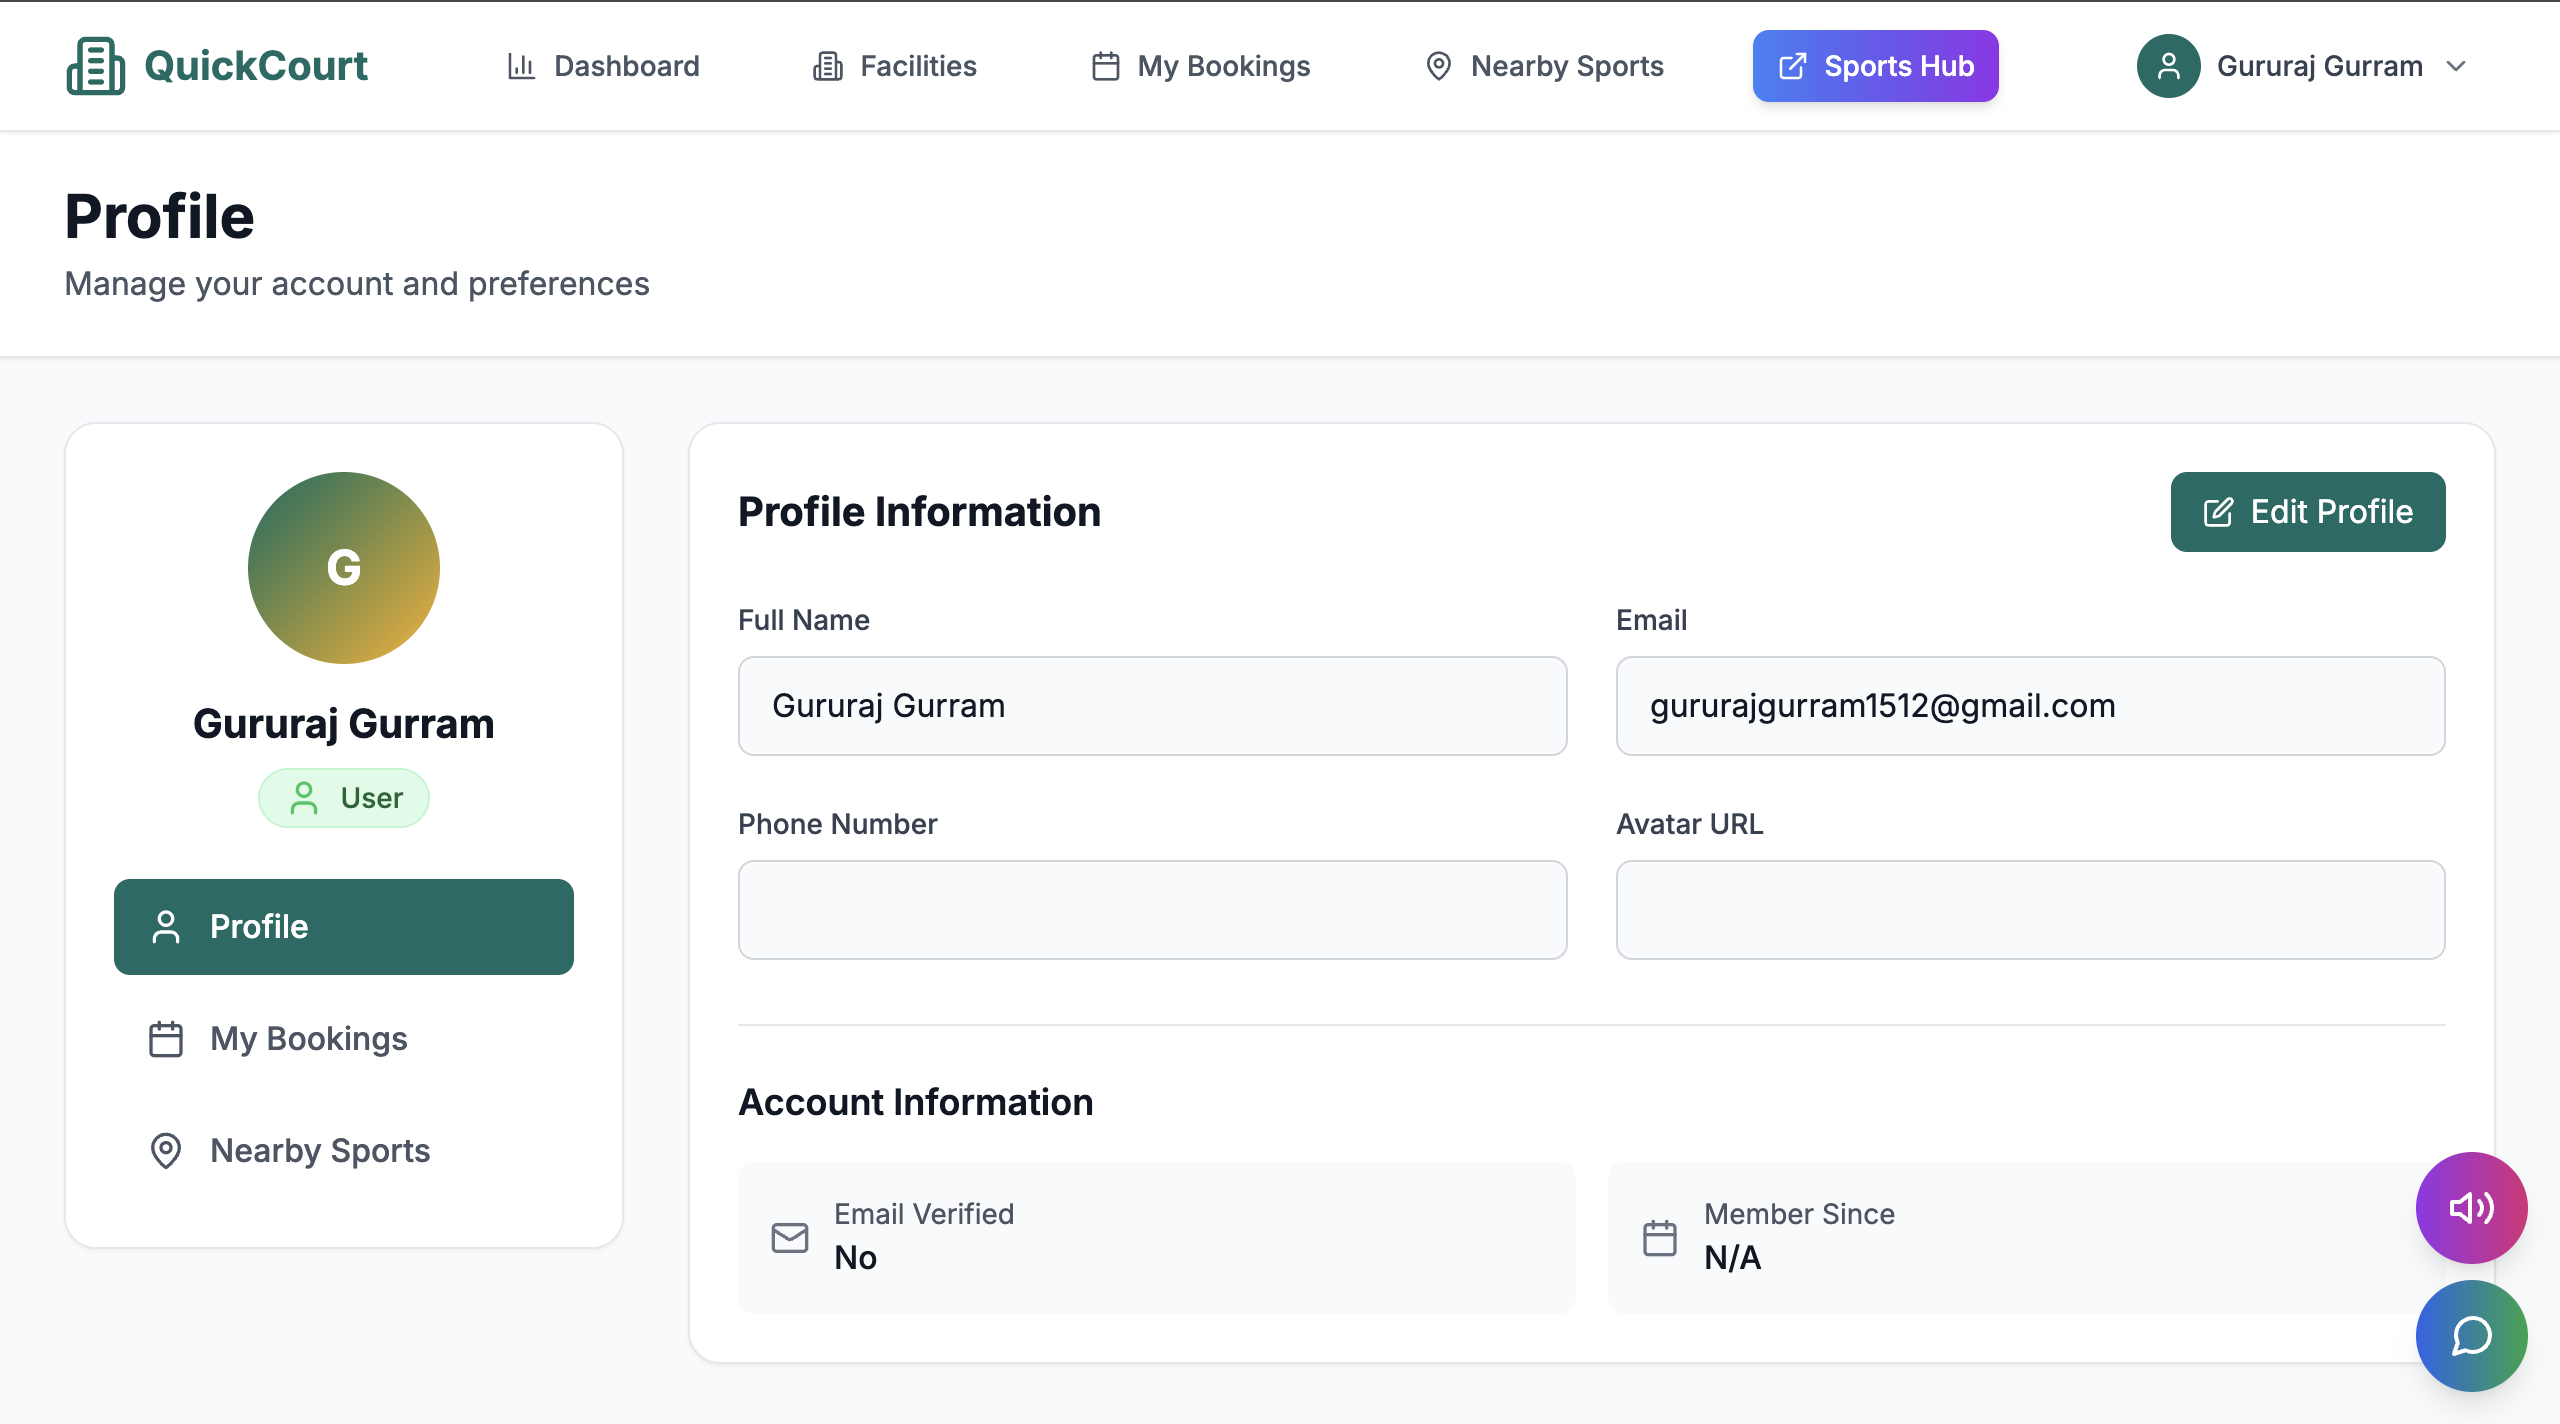 QuickCourt
Dashboard
Facilities
My Bookings
Nearby Sports
Sports Hub
Gururaj Gurram
Profile
Manage your account and preferences
G
Gururaj Gurram
User
Profile
My Bookings
Nearby Sports
Profile Information
Edit Profile
Full Name
Gururaj Gurram
Email
gururajgurram1512@gmail.com
Phone Number
Avatar URL
Account Information
Email Verified
No
Member Since
N/A